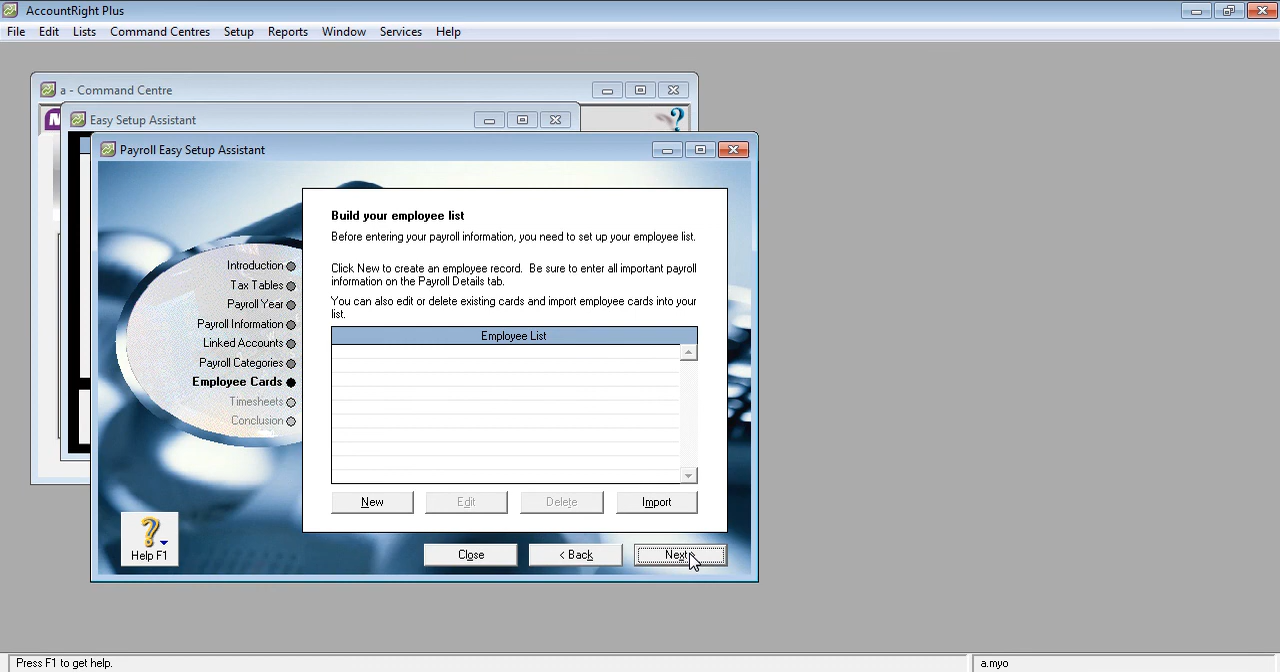 AccountRight Plus
File Edit Lists Command Centres Setup Reports Window Services Help
a - Command Centre
Easy Setup Assistant
Payroll Easy Setup Assistant
Build your employee list
Before entering your payroll information, you need to set up your employee list.
Click New to create an employee record. Be sure to enter all important payroll
information on the Payroll Details tab.
You can also edit or delete existing cards and import employee cards into your
list.
Employee List
Introduction
Tax Tables
Payroll Year
Payroll Information
Linked Accounts
Payroll Categories
Employee Cards
Timesheets
Conclusion
New Edit Delete Import
Help F1
Close < Back Next
Press F1 to get help.
a.myo